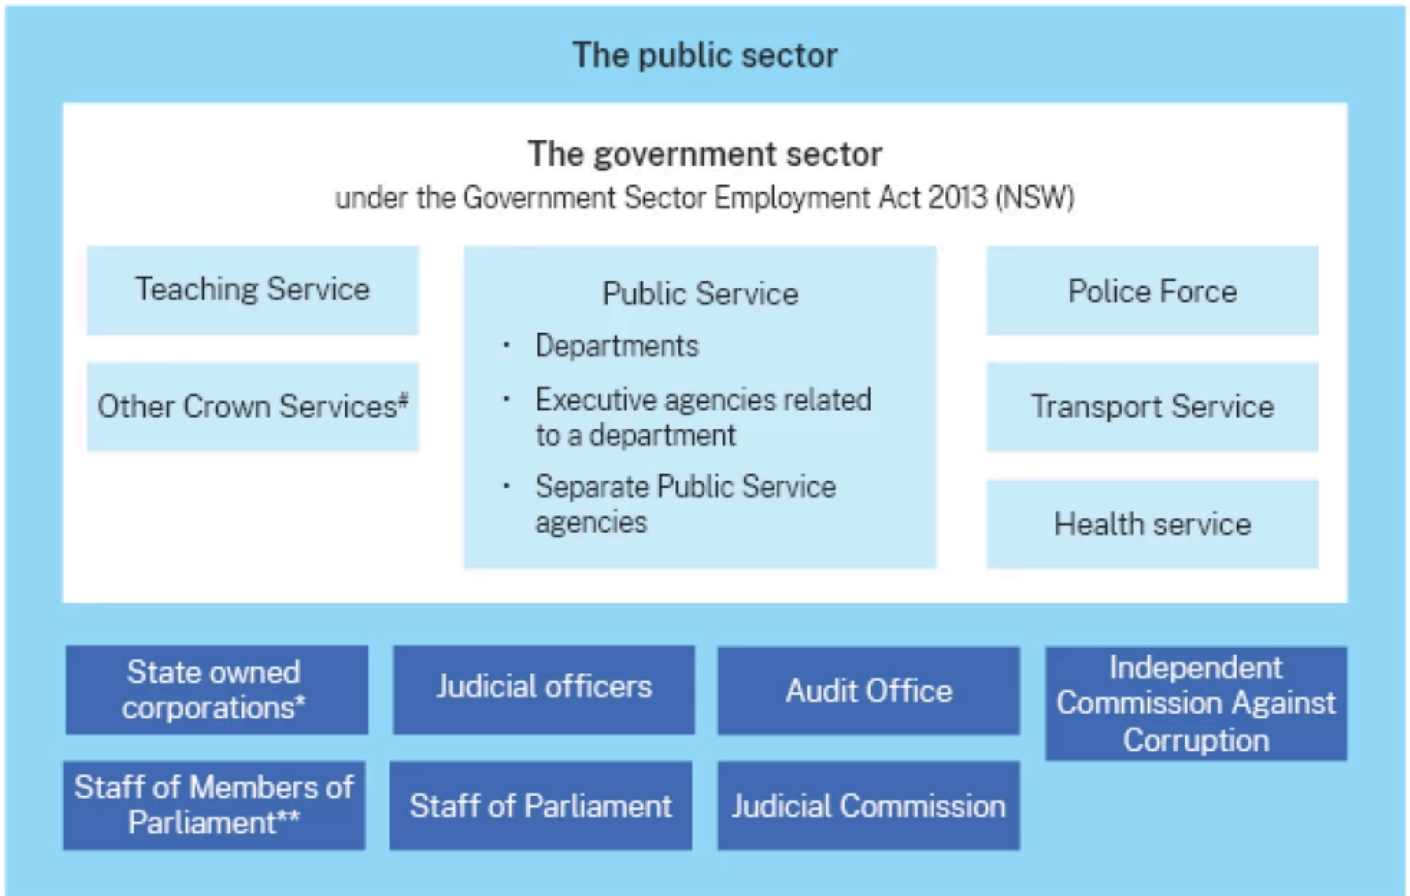 The public sector
The government sector
under the Government Sector Employment Act 2013 (NSW)
Teaching Service
Other Crown Services#
Public Service
· Departments
· Executive agencies related
to a department
· Separate Public Service
agencies
Police Force
Transport Service
Health service
State owned
corporations*
Judicial officers
Audit Office
Independent
Commission Against
Corruption
Staff of Members of
Parliament**
Staff of Parliament
Judicial Commission